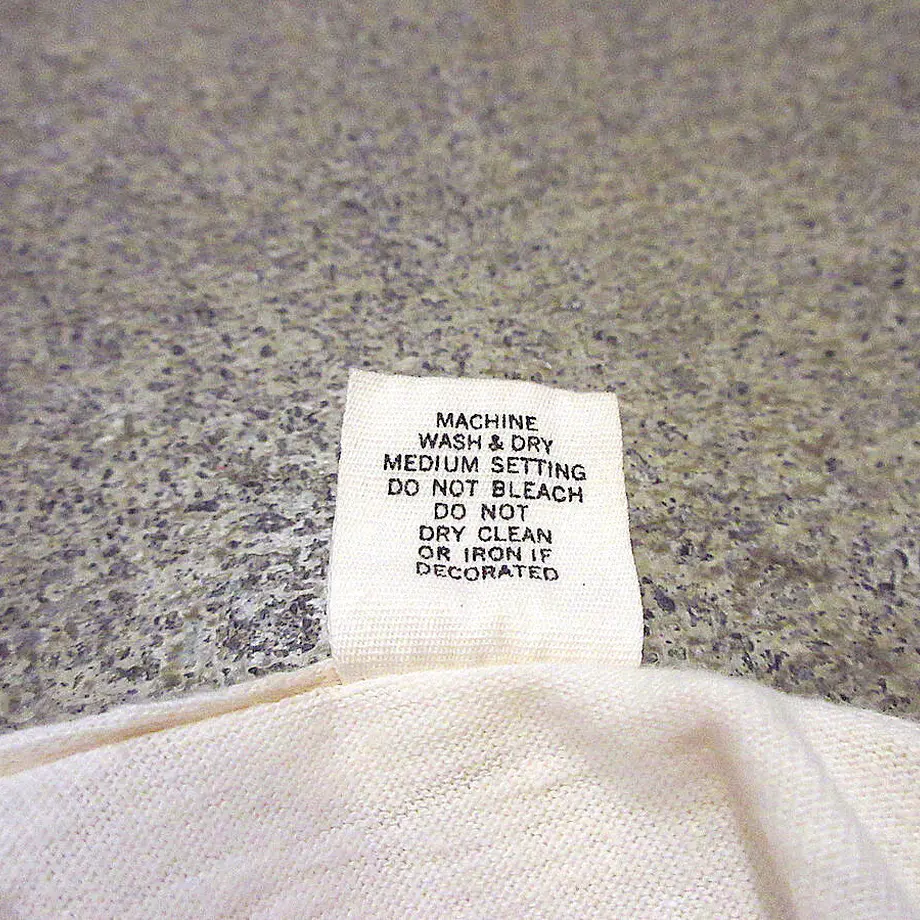 MACHINE
WASH & DRY
MEDIUM SETTING
DO NOT BLEACH
DO NOT
DRY CLEAN
OR IRON IF
DECORATED